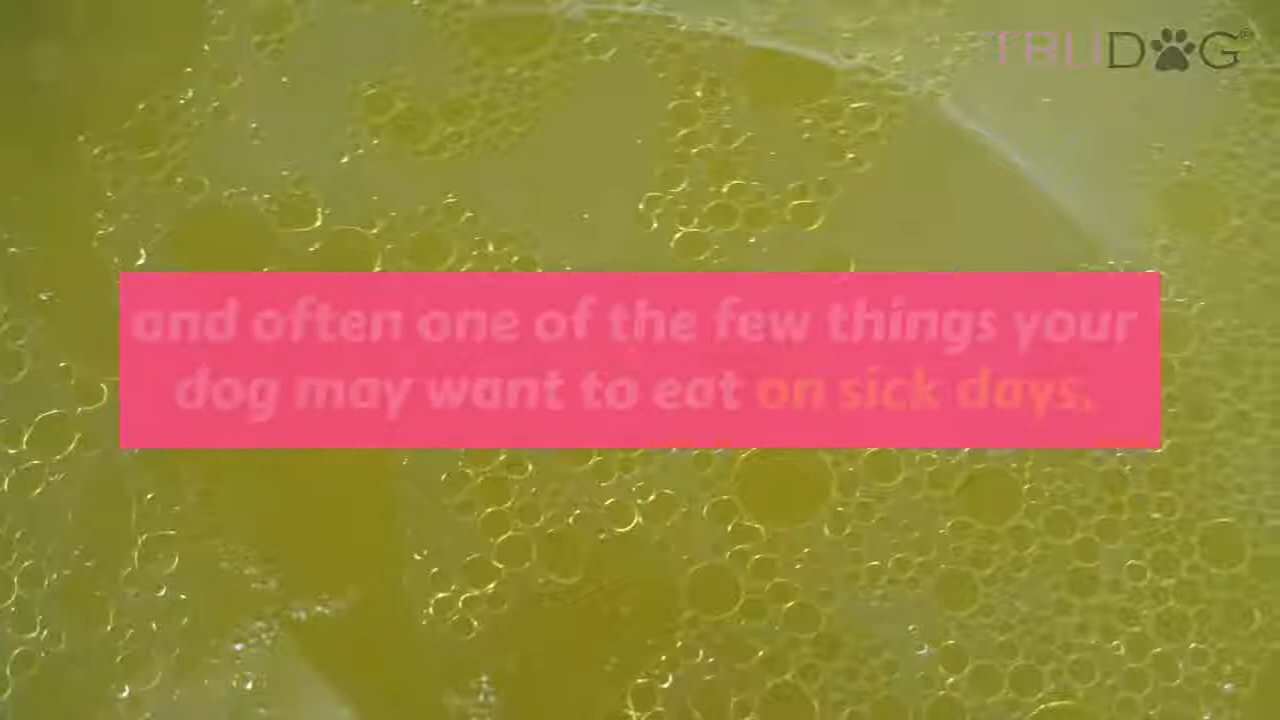 TRUDOG®
and often one of the few things your
dog may want to eat on sick days.